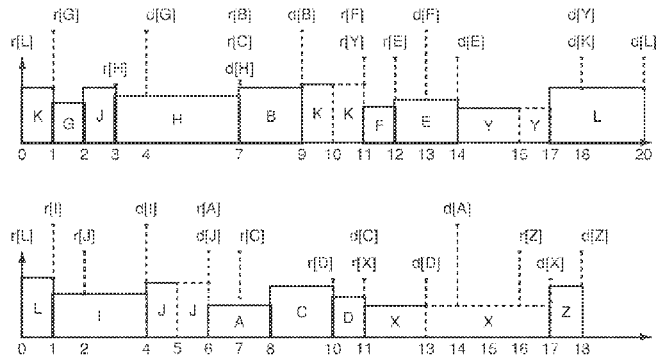 r[G] d[G] r[B] d[B] r[F] d[F] d[Y]
r[L] r[H] r[C] r[Y] r[E] d[E] d[K] d[L]
d[H]
K G J H B K K F E Y Y L
0 1 2 3 4 7 9 10 11 12 13 14 15 17 18 20
r[I] d[I] r[A] d[A]
r[L] r[J] d[J] r[C] d[C] r[Z] d[Z]
r[D] r[X] d[D] d[X]
L I J J A C D X X Z
0 1 2 3 4 5 6 7 8 10 11 13 14 15 16 17 18